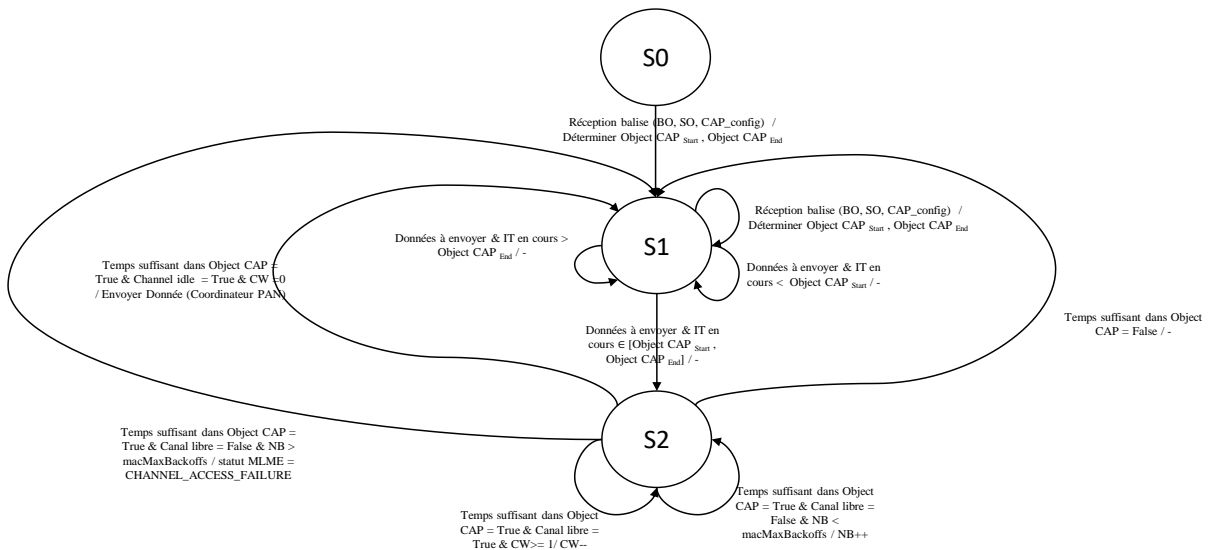 S0
Réception balise (BO, SO, CAP_config) /
Déterminer Object CAP Start , Object CAP End
S1
Réception balise (BO, SO, CAP_config) /
Déterminer Object CAP Start , Object CAP End
Données à envoyer & IT en cours >
Object CAP End / -
Données à envoyer & IT en
cours < Object CAP Start / -
Temps suffisant dans Object CAP =
True & Channel idle = True & CW =0
/ Envoyer Donnée (Coordinateur PAN)
Données à envoyer & IT en
cours ∈ [Object CAP Start ,
Object CAP End] / -
Temps suffisant dans Object
CAP = False / -
S2
Temps suffisant dans Object CAP =
True & Canal libre = False & NB >
macMaxBackoffs / statut MLME =
CHANNEL_ACCESS_FAILURE
Temps suffisant dans Object
CAP = True & Canal libre =
True & CW>= 1/ CW--
Temps suffisant dans Object
CAP = True & Canal libre =
False & NB <
macMaxBackoffs / NB++